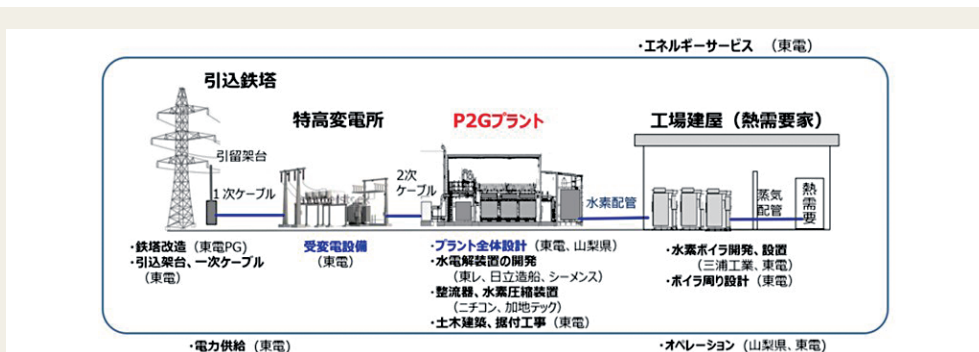 ・エネルギーサービス （東電）
引込鉄塔
特高変電所
P2Gプラント
工場建屋（熱需要家）
引留架台
1次ケーブル
2次
ケーブル
水素配管
蒸気
配管
熱
需
要
・鉄塔改造（東電PG）
・引込架台、一次ケーブル
（東電）
受変電設備
（東電）
・プラント全体設計（東電、山梨県）
・水電解装置の開発
（東レ、日立造船、シーメンス）
・整流器、水素圧縮装置
（ニチコン、加地テック）
・土木建築、据付工事（東電）
・水素ボイラ開発、設置
（三浦工業、東電）
・ボイラ周り設計（東電）
・電力供給（東電）
・オペレーション（山梨県、東電）